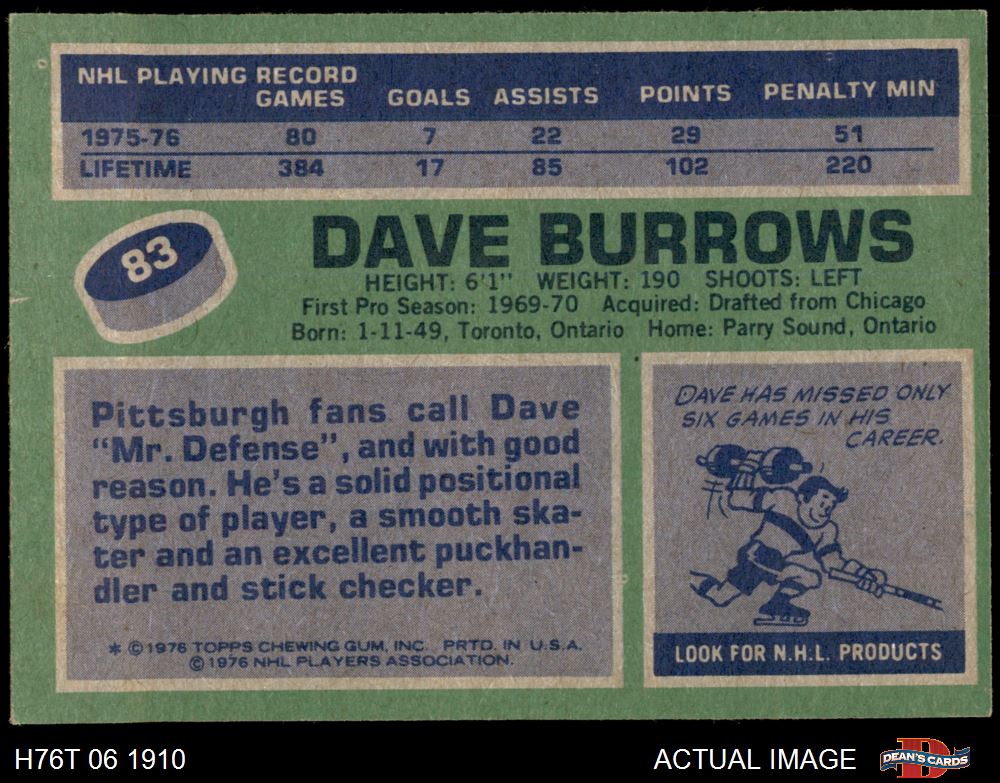 NHL PLAYING RECORD
GAMES GOALS ASSISTS POINTS PENALTY MIN
1975-76 80 7 22 29 51
LIFETIME 384 17 85 102 220
83
DAVE BURROWS
HEIGHT: 6'1" WEIGHT: 190 SHOOTS: LEFT
First Pro Season: 1969-70 Acquired: Drafted from Chicago
Born: 1-11-49, Toronto, Ontario Home: Parry Sound, Ontario
Pittsburgh fans call Dave
"Mr. Defense", and with good
reason. He's a solid positional
type of player, a smooth ska-
ter and an excellent puckhan-
dler and stick checker.
* ©1976 TOPPS CHEWING GUM, INC. PRTD. IN U.S.A.
©1976 NHL PLAYERS ASSOCIATION.
DAVE HAS MISSED ONLY
SIX GAMES IN HIS
CAREER.
LOOK FOR N.H.L. PRODUCTS
H76T 06 1910
ACTUAL IMAGE
D
DEAN'S CARDS